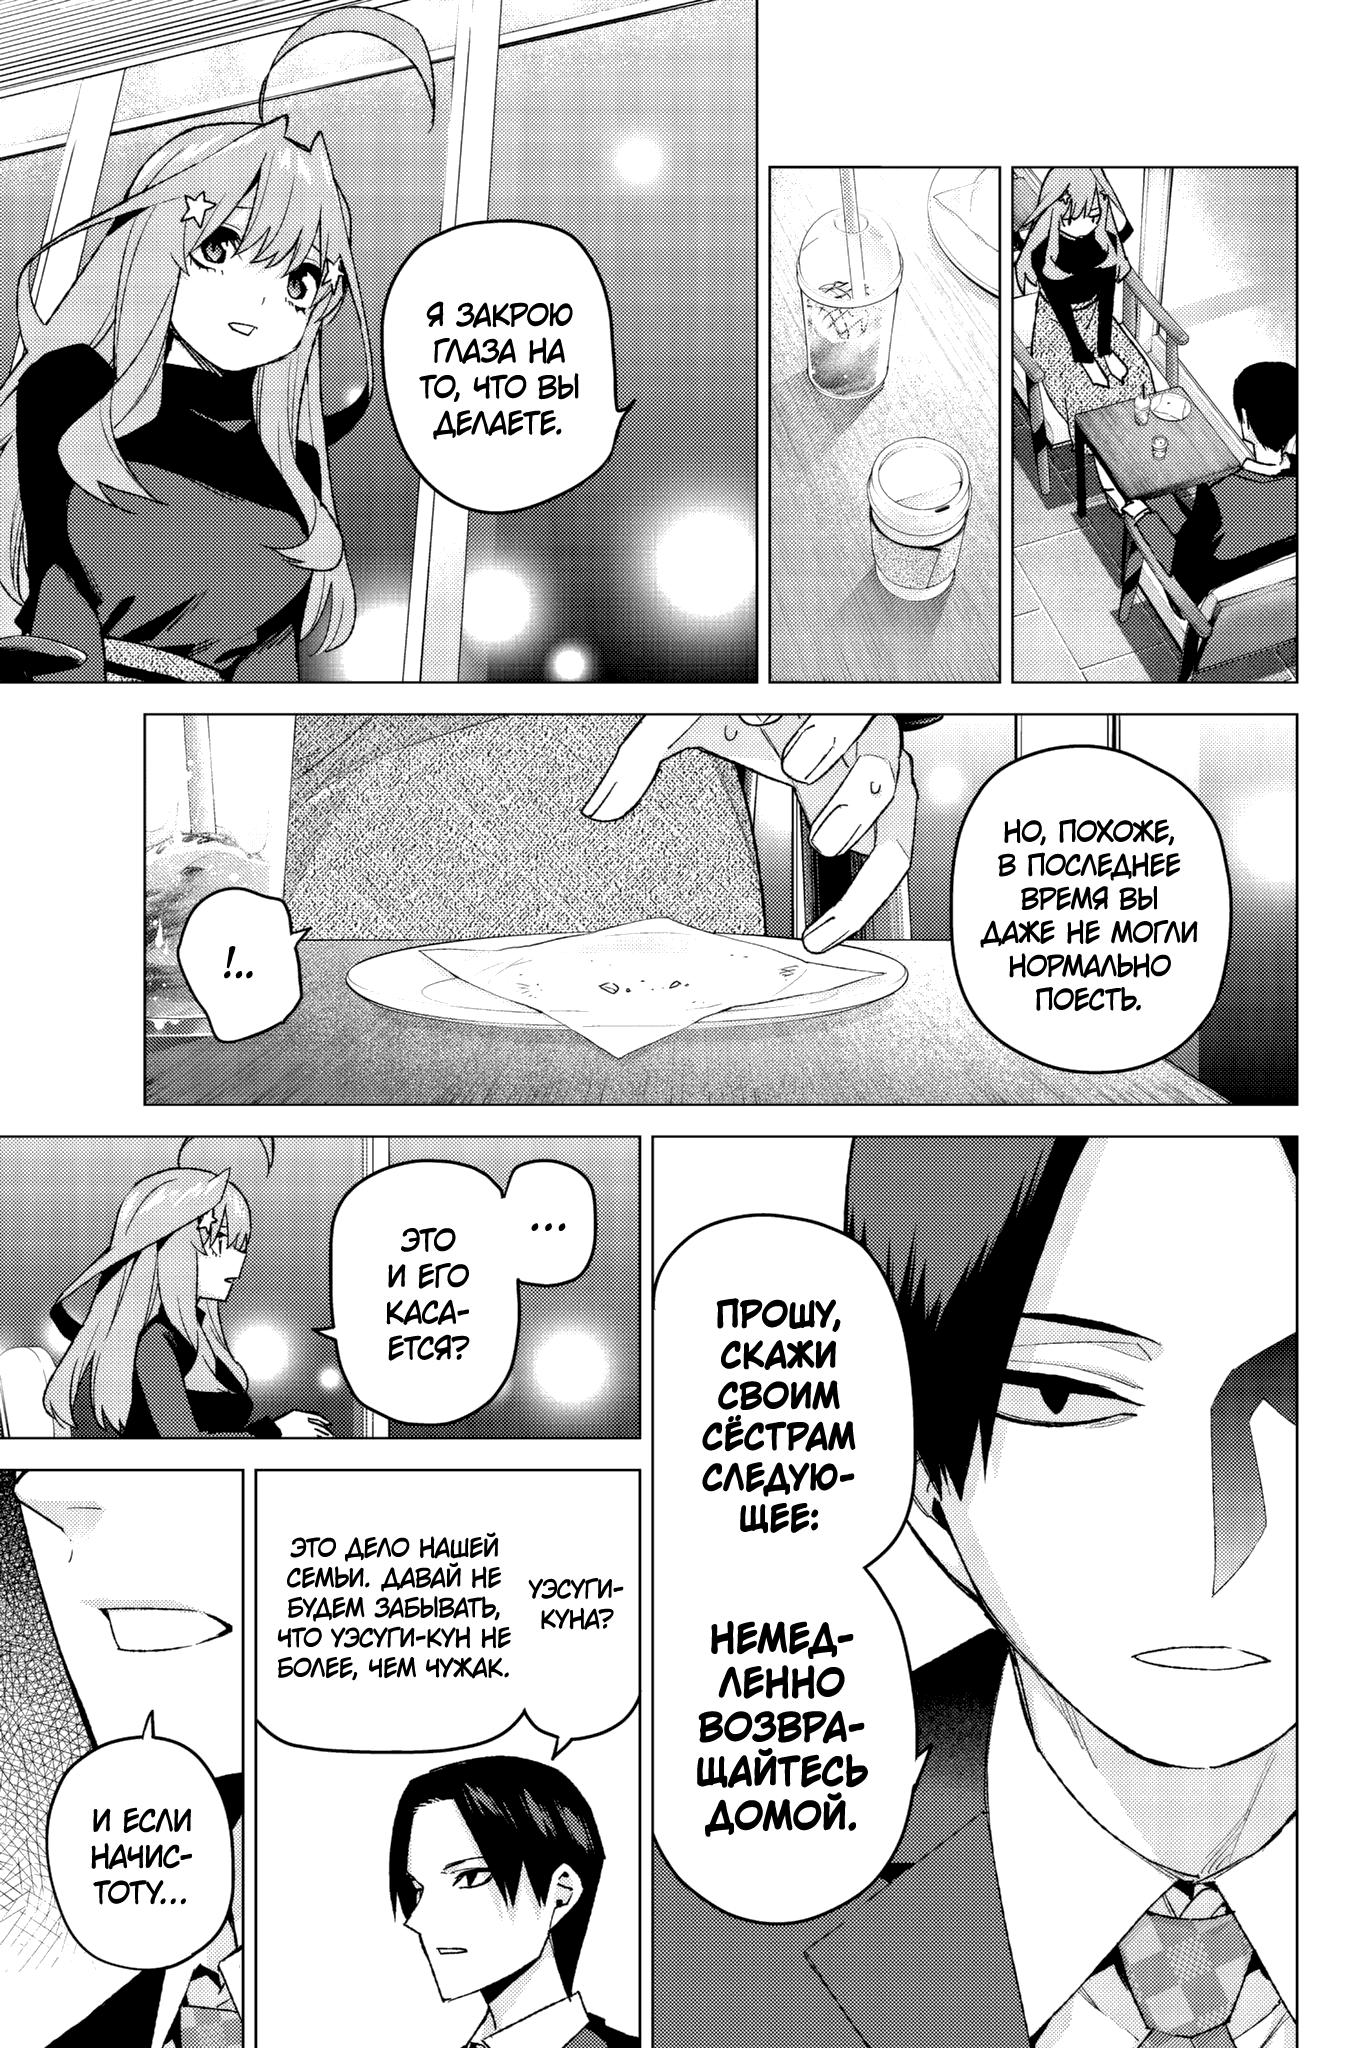 Я ЗАКРОЮ
ГЛАЗА НА
ТО, ЧТО ВЫ
ДЕЛАЕТЕ.
НО, ПОХОЖЕ,
В ПОСЛЕДНЕЕ
ВРЕМЯ ВЫ
ДАЖЕ НЕ МОГЛИ
НОРМАЛЬНО
ПОЕСТЬ.
!..
ПРОШУ,
СКАЖИ
СВОИМ
СЁСТРАМ
СЛЕДУЮ-
ЩЕЕ:
НЕМЕД-
ЛЕННО
ВОЗВРА-
ЩАЙТЕСЬ
ДОМОЙ.
...
ЭТО
И ЕГО
КАСА-
ЕТСЯ?
УЭСУГИ-
КУНА?
ЭТО ДЕЛО НАШЕЙ
СЕМЬИ. ДАВАЙ НЕ
БУДЕМ ЗАБЫВАТЬ,
ЧТО УЭСУГИ-КУН НЕ
БОЛЕЕ, ЧЕМ ЧУЖАК.
И ЕСЛИ
НАЧИС-
ТОТУ...